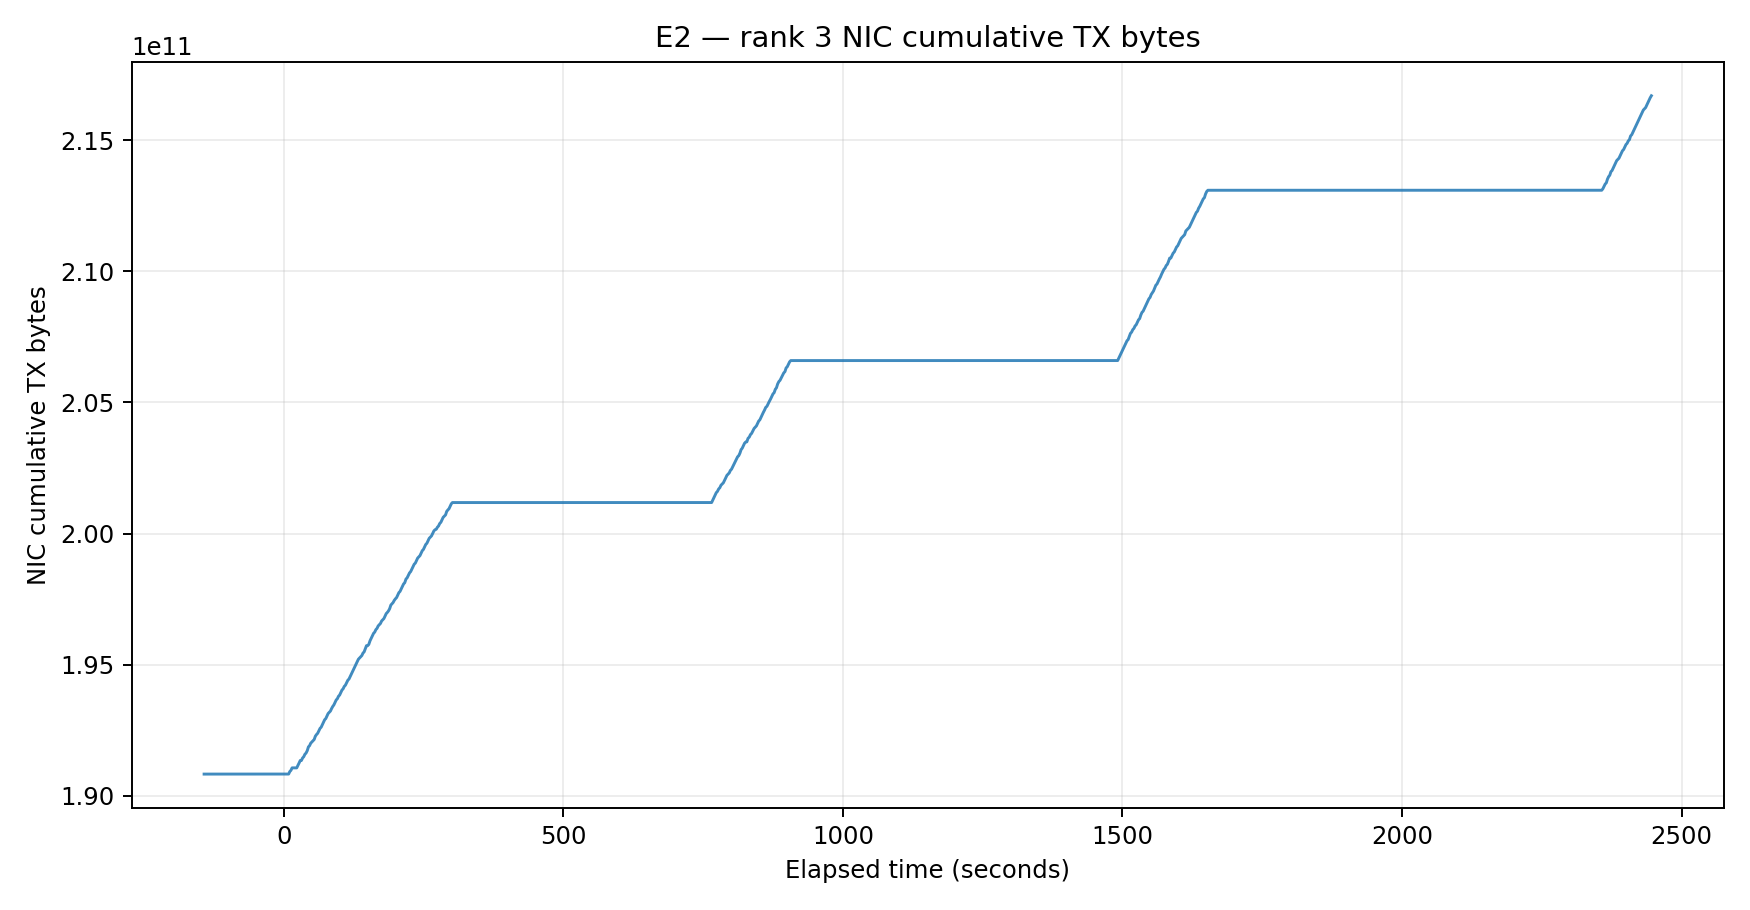 E2 — rank 3 NIC cumulative TX bytes
1e11
NIC cumulative TX bytes
2.15
2.10
2.05
2.00
1.95
1.90
0 500 1000 1500 2000 2500
Elapsed time (seconds)